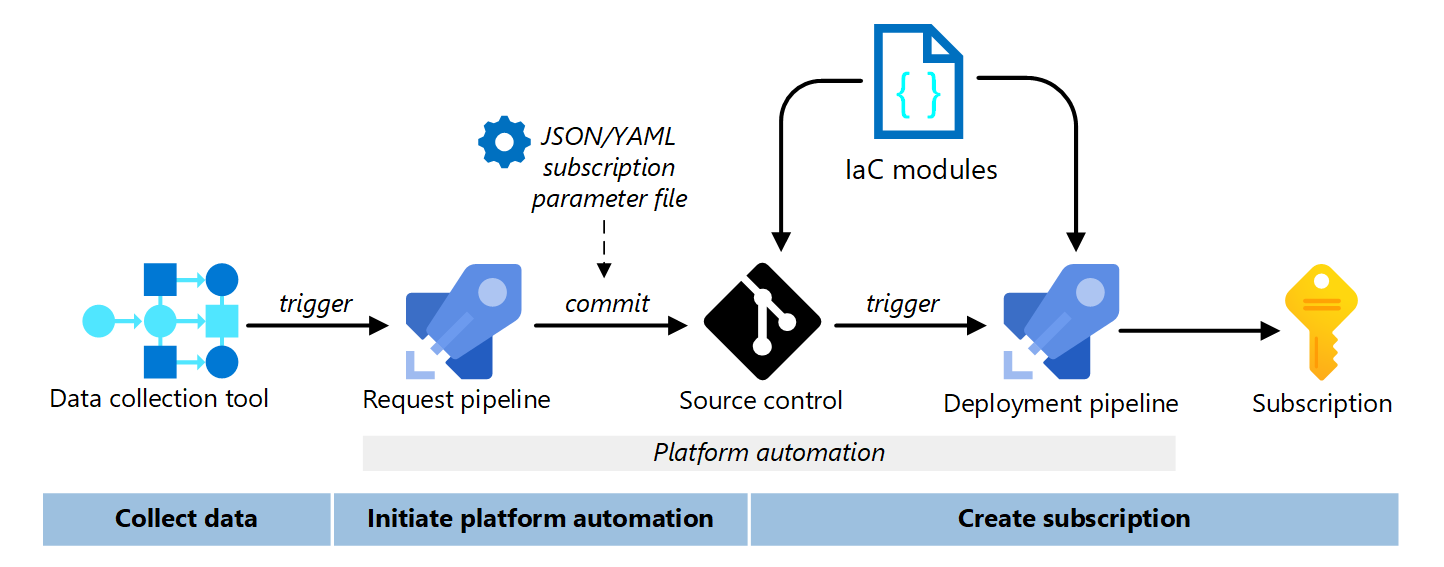 { }
IaC modules
JSON/YAML
subscription
parameter file
trigger
commit
trigger
Data collection tool
Request pipeline
Source control
Deployment pipeline
Subscription
Platform automation
Collect data
Initiate platform automation
Create subscription